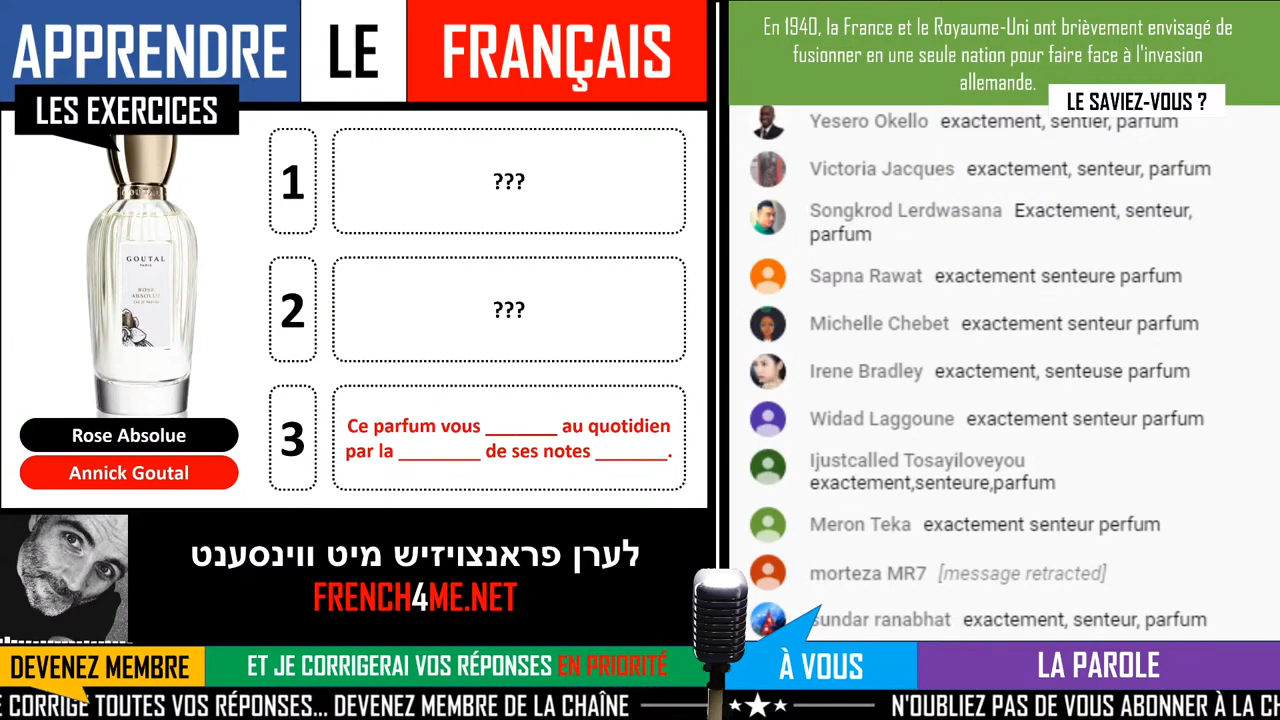 APPRENDRE LE FRANÇAIS
LES EXERCICES
GOUTAL
GOUTAL
PARIS
ROSE
ABSOLUE
EAU DE PARFUM
Rose Absolue
Annick Goutal
1
???
2
???
3
Ce parfum vous _______ au quotidien
par la ________ de ses notes _______.
לערן פראנצויזיש מיט ווינסענט
FRENCH4ME.NET
DEVENEZ MEMBRE
ET JE CORRIGERAI VOS RÉPONSES EN PRIORITÉ
En 1940, la France et le Royaume-Uni ont brièvement envisagé de
fusionner en une seule nation pour faire face à l'invasion
allemande.
LE SAVIEZ-VOUS ?
Yesero Okello exactement, sentier, parfum
Victoria Jacques exactement, senteur, parfum
Songkrod Lerdwasana Exactement, senteur,
parfum
Sapna Rawat exactement senteure parfum
Michelle Chebet exactement senteur parfum
Irene Bradley exactement, senteuse parfum
Widad Laggoune exactement senteur parfum
Ijustcalled Tosayiloveyou
exactement,senteure,parfum
Meron Teka exactement senteur perfum
morteza MR7 [message retracted]
sundar ranabhat exactement, senteur, parfum
À VOUS
LA PAROLE
E CORRIGE TOUTES VOS RÉPONSES... DEVENEZ MEMBRE DE LA CHAÎNE
N'OUBLIEZ PAS DE VOUS ABONNER À LA CH